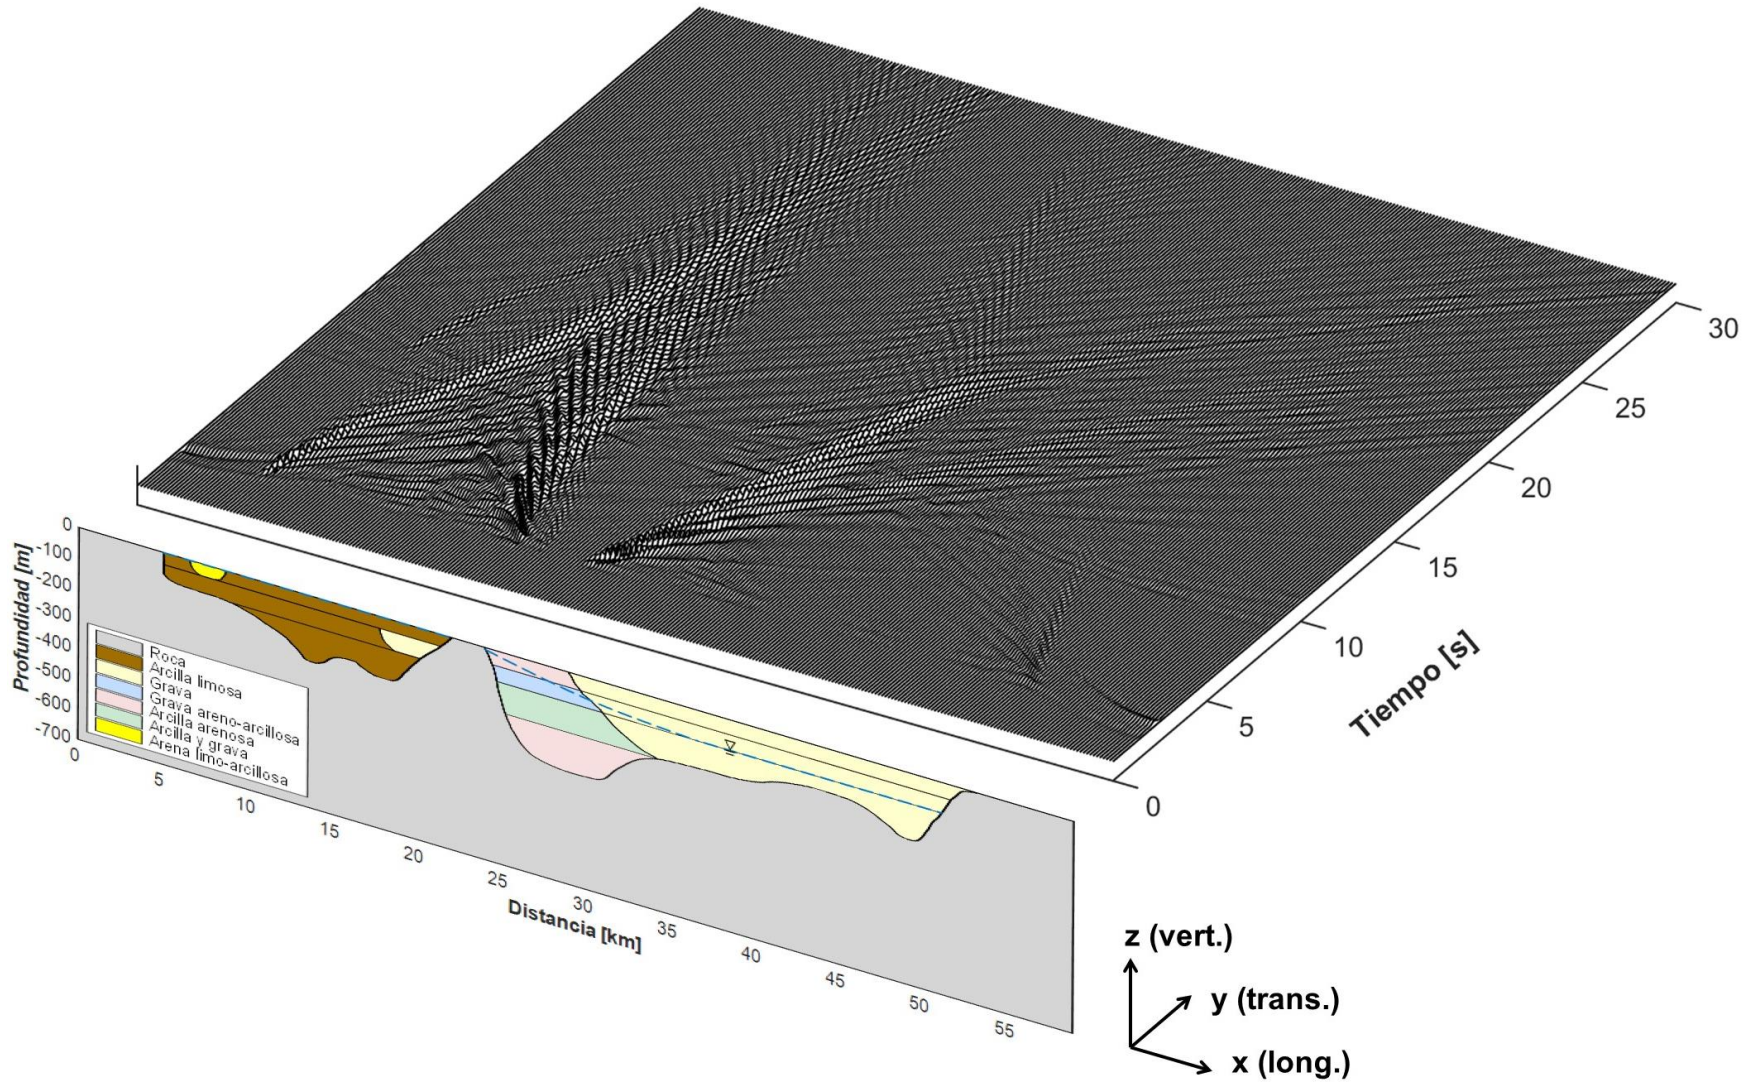 30
25
20
15
10
5
0
Tiempo [s]
Profundidad [m]
0
-100
-200
-300
-400
-500
-600
-700
Roca
Arcilla limosa
Grava
Grava areno-arcillosa
Arcilla arenosa
Arcilla y grava
Arena limo-arcillosa
0
5
10
15
20
25
30
35
40
45
50
55
Distancia [km]
z (vert.)
y (trans.)
x (long.)